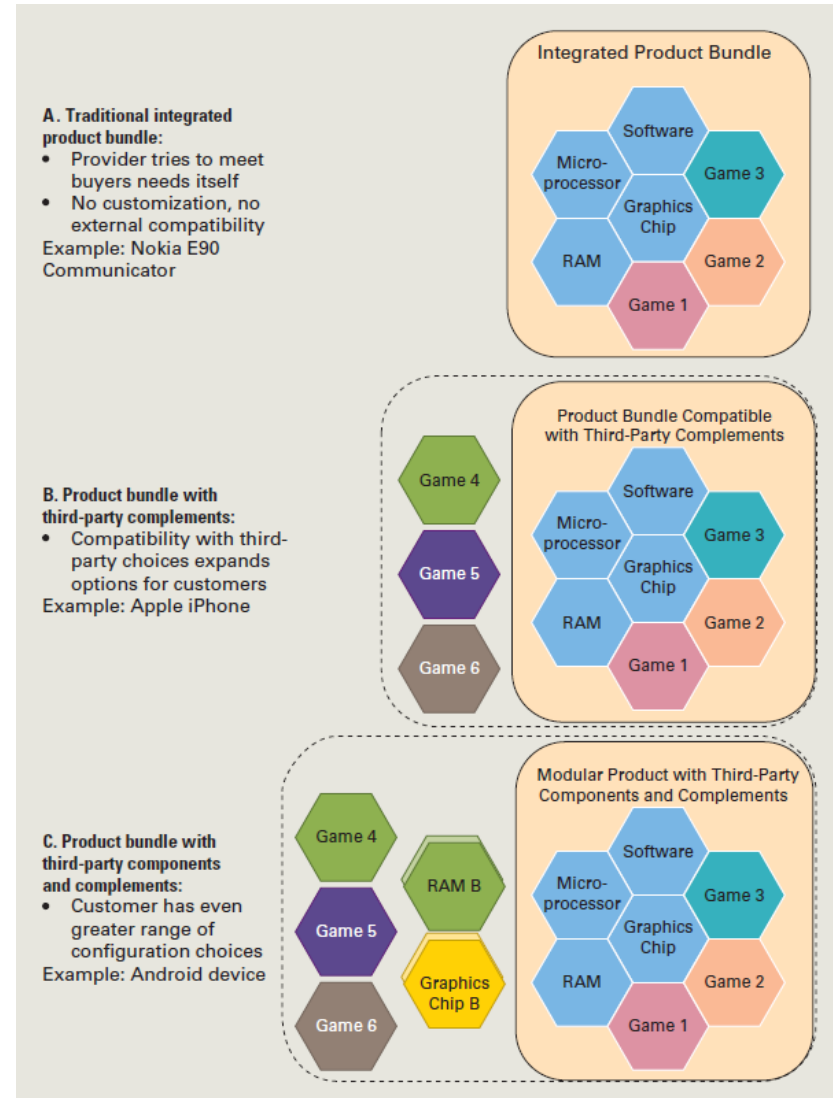 A. Traditional integrated
product bundle:
• Provider tries to meet
buyers needs itself
• No customization, no
external compatibility
Example: Nokia E90
Communicator
Integrated Product Bundle
Software
Micro-
processor
Game 3
Graphics
Chip
RAM
Game 2
Game 1
B. Product bundle with
third-party complements:
• Compatibility with third-
party choices expands
options for customers
Example: Apple iPhone
Game 4
Game 5
Game 6
Product Bundle Compatible
with Third-Party Complements
Software
Micro-
processor
Game 3
Graphics
Chip
RAM
Game 2
Game 1
C. Product bundle with
third-party components
and complements:
• Customer has even
greater range of
configuration choices
Example: Android device
Game 4
Game 5
Game 6
RAM B
Graphics
Chip B
Modular Product with Third-Party
Components and Complements
Software
Micro-
processor
Game 3
Graphics
Chip
RAM
Game 2
Game 1